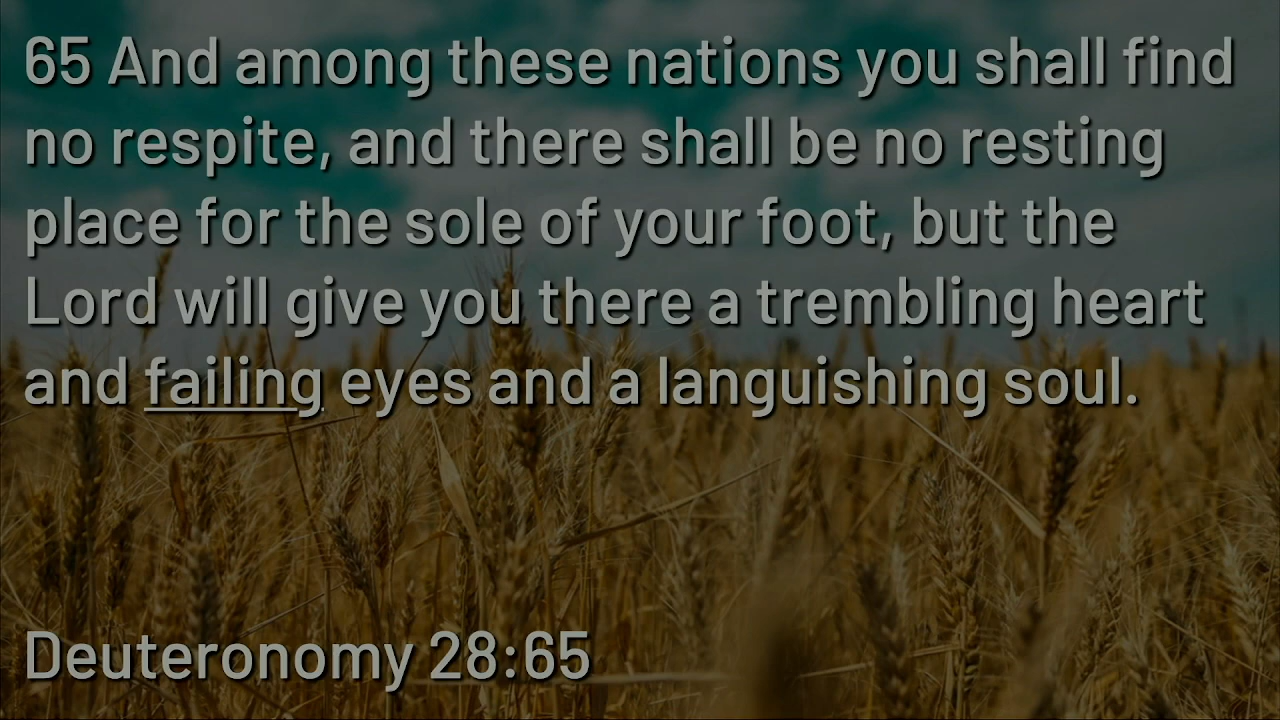 65 And among these nations you shall find
no respite, and there shall be no resting
place for the sole of your foot, but the
Lord will give you there a trembling heart
and failing eyes and a languishing soul.
Deuteronomy 28:65